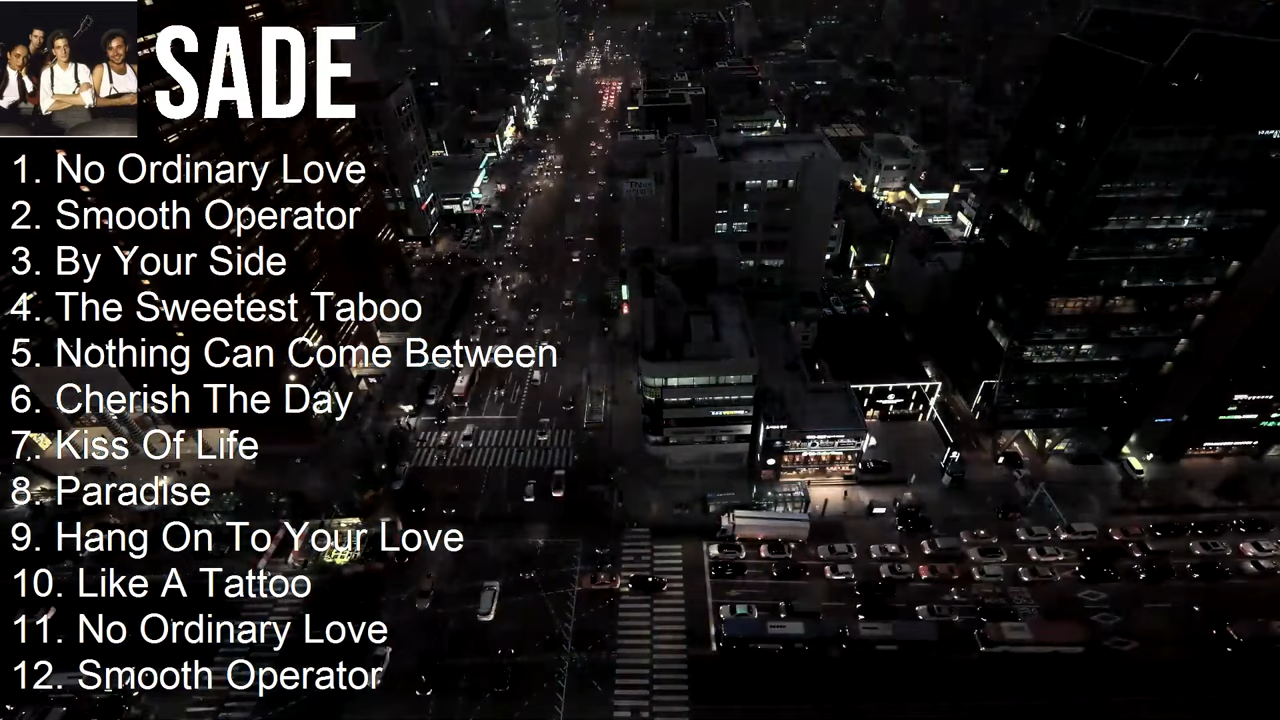 SADE
1. No Ordinary Love
2. Smooth Operator
3. By Your Side
4. The Sweetest Taboo
5. Nothing Can Come Between
6. Cherish The Day
7. Kiss Of Life
8. Paradise
9. Hang On To Your Love
10. Like A Tattoo
11. No Ordinary Love
12. Smooth Operator